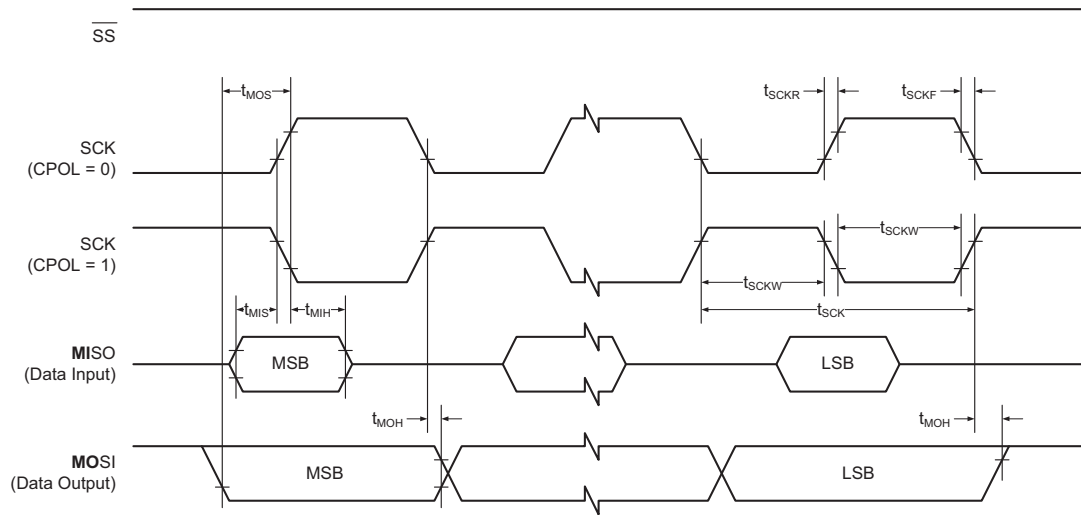 SS
tMOS
tSCKR
tSCKF
SCK
(CPOL = 0)
SCK
(CPOL = 1)
tSCKW
tSCKW
tMIS
tMIH
tSCK
MISO
(Data Input)
MSB
LSB
tMOH
tMOH
MOSI
(Data Output)
MSB
LSB